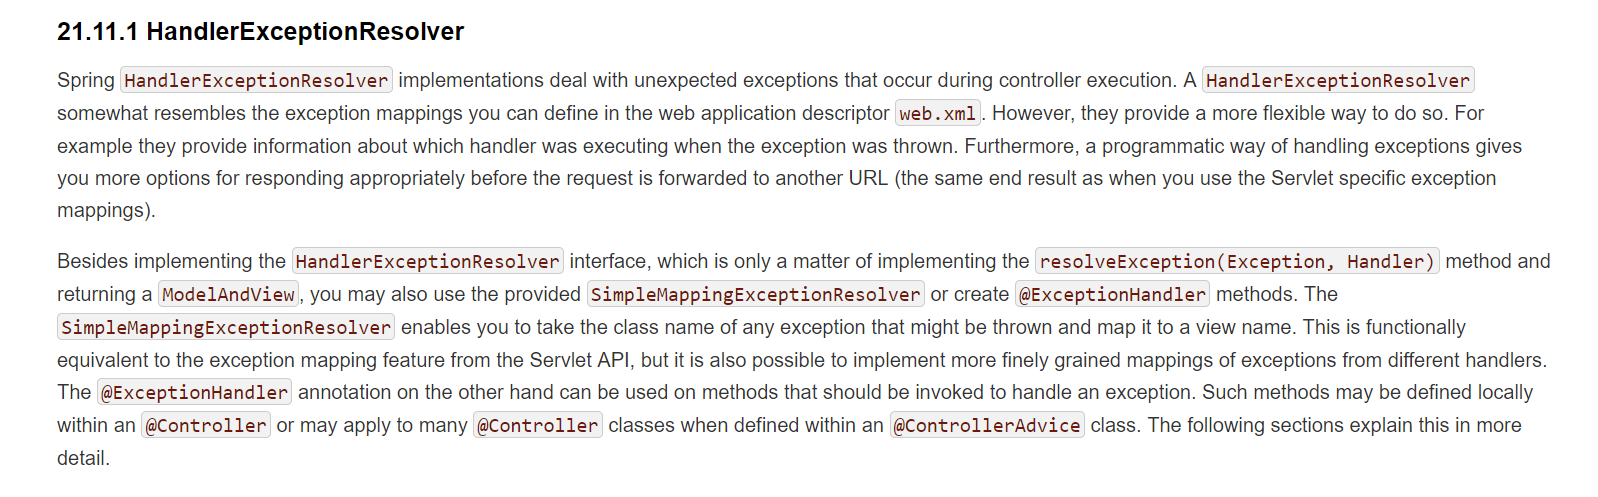 21.11.1 HandlerExceptionResolver
Spring HandlerExceptionResolver implementations deal with unexpected exceptions that occur during controller execution. A HandlerExceptionResolver
somewhat resembles the exception mappings you can define in the web application descriptor web.xml. However, they provide a more flexible way to do so. For
example they provide information about which handler was executing when the exception was thrown. Furthermore, a programmatic way of handling exceptions gives
you more options for responding appropriately before the request is forwarded to another URL (the same end result as when you use the Servlet specific exception
mappings).
Besides implementing the HandlerExceptionResolver interface, which is only a matter of implementing the resolveException(Exception, Handler) method and
returning a ModelAndView, you may also use the provided SimpleMappingExceptionResolver or create @ExceptionHandler methods. The
SimpleMappingExceptionResolver enables you to take the class name of any exception that might be thrown and map it to a view name. This is functionally
equivalent to the exception mapping feature from the Servlet API, but it is also possible to implement more finely grained mappings of exceptions from different handlers.
The @ExceptionHandler annotation on the other hand can be used on methods that should be invoked to handle an exception. Such methods may be defined locally
within an @Controller or may apply to many @Controller classes when defined within an @ControllerAdvice class. The following sections explain this in more
detail.